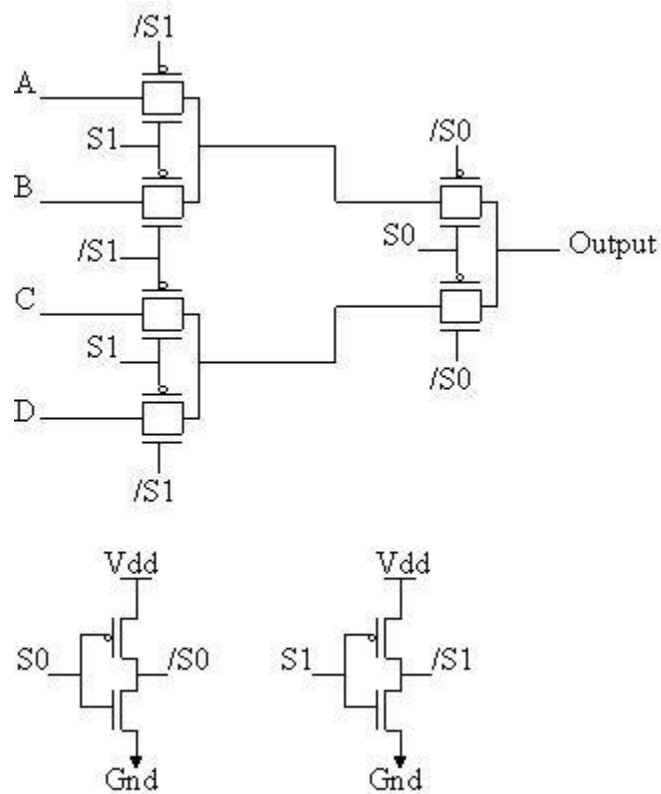 /S1
A
S1
/S0
B
S0
Output
/S1
C
S1
/S0
D
/S1
Vdd
Vdd
S0
/S0
S1
/S1
Gnd
Gnd